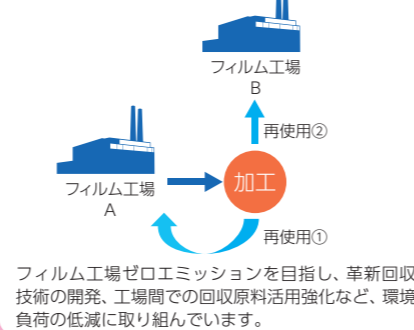 フィルム工場
B
再使用②
フィルム工場
A
加工
再使用①
フィルム工場ゼロエミッションを目指し、革新回収
技術の開発、工場間での回収原料活用強化など、環境
負荷の低減に取り組んでいます。